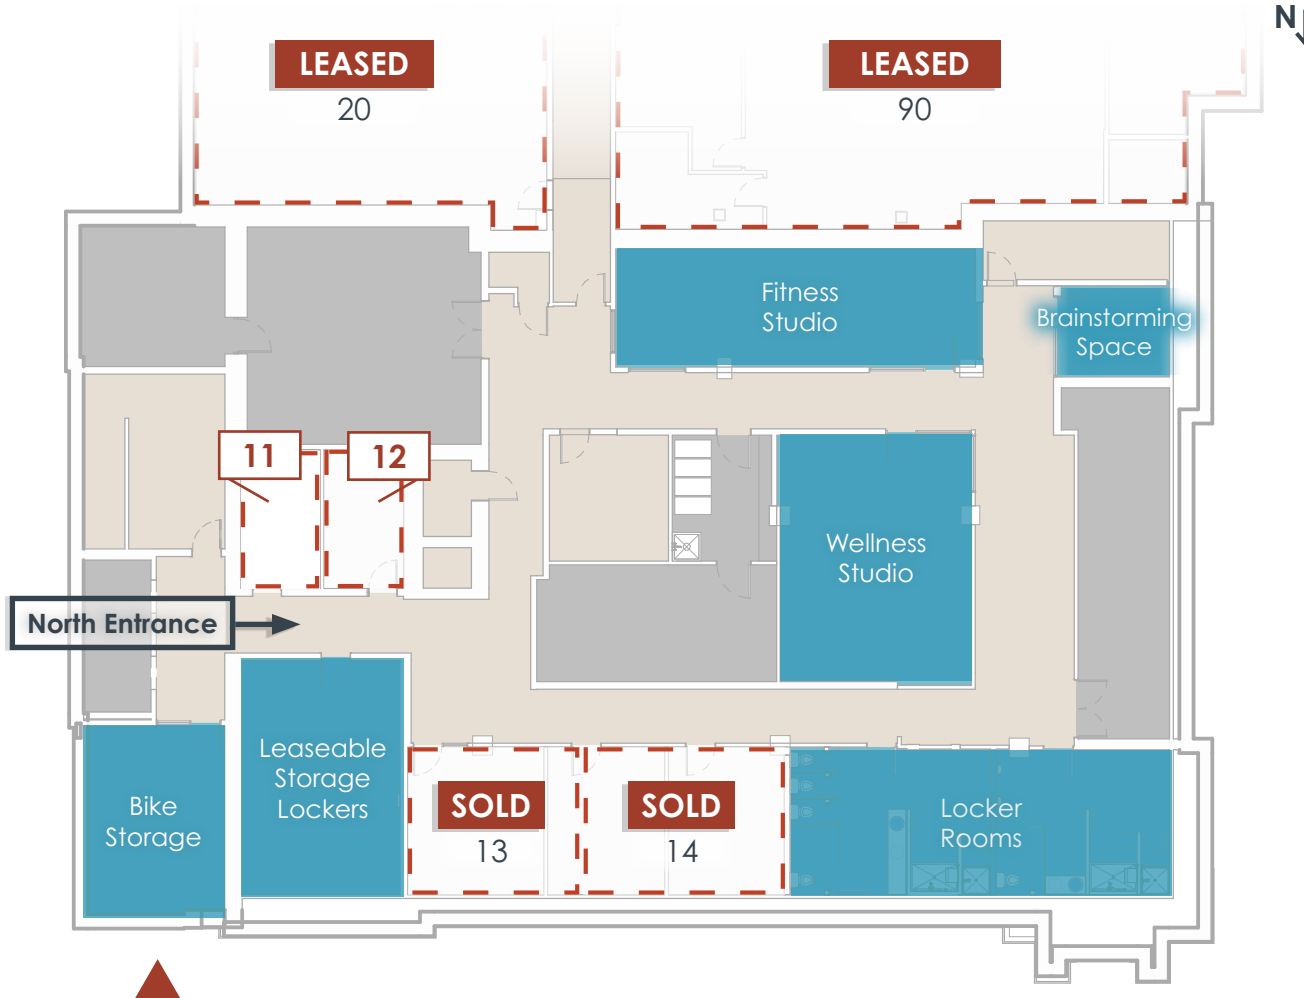 N
LEASED
20
LEASED
90
Fitness
Studio
Brainstorming
Space
11
12
Wellness
Studio
North Entrance
Leaseable
Storage
Lockers
Bike
Storage
SOLD
13
SOLD
14
Locker
Rooms